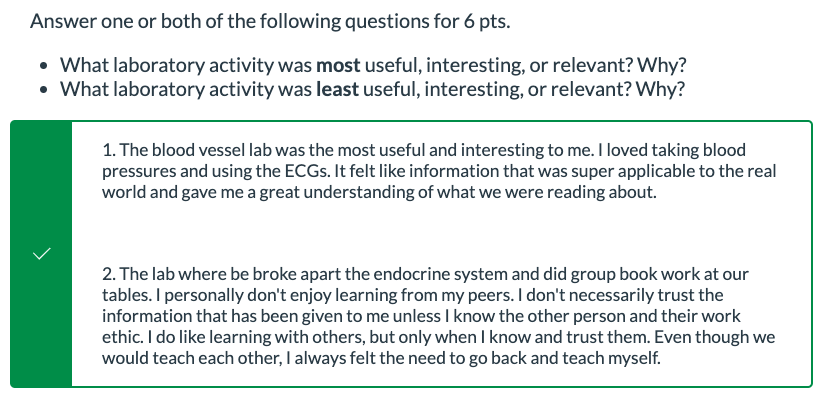 Answer one or both of the following questions for 6 pts.
• What laboratory activity was most useful, interesting, or relevant? Why?
• What laboratory activity was least useful, interesting, or relevant? Why?
1. The blood vessel lab was the most useful and interesting to me. I loved taking blood
pressures and using the ECGs. It felt like information that was super applicable to the real
world and gave me a great understanding of what we were reading about.
2. The lab where be broke apart the endocrine system and did group book work at our
tables. I personally don't enjoy learning from my peers. I don't necessarily trust the
information that has been given to me unless I know the other person and their work
ethic. I do like learning with others, but only when I know and trust them. Even though we
would teach each other, I always felt the need to go back and teach myself.